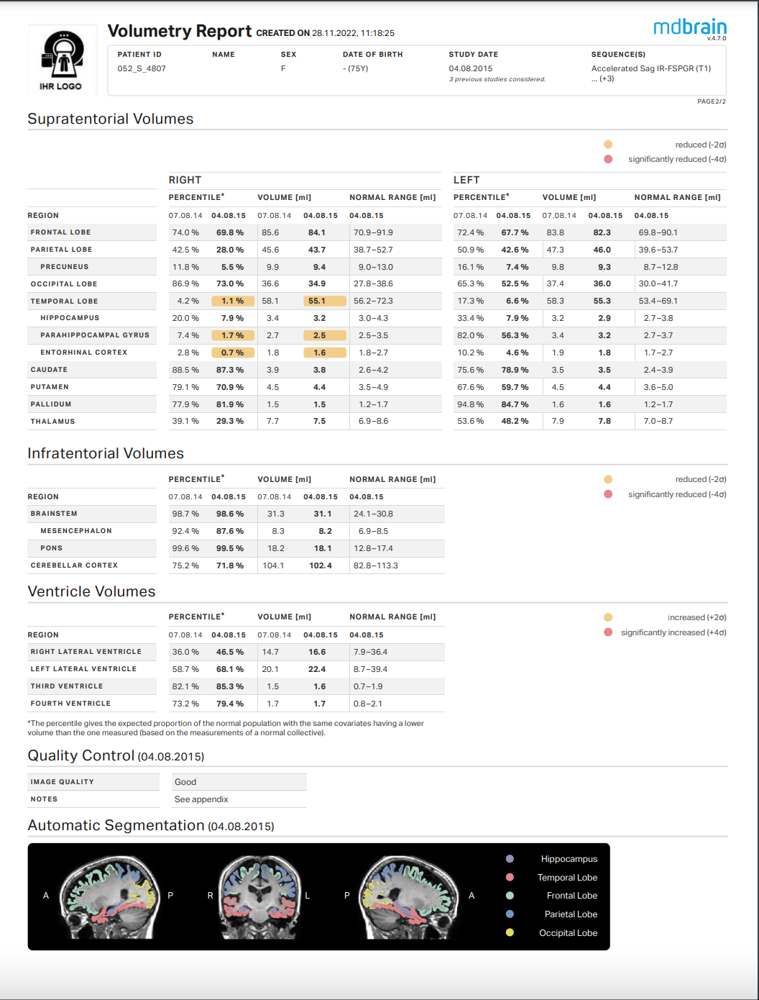 IHR LOGO
Volumetry Report CREATED ON 28.11.2022, 11:18:25
mdbrain
v.4.7.0
PATIENT ID NAME SEX DATE OF BIRTH STUDY DATE SEQUENCE(S)
052_S_4807 F - (75Y) 04.08.2015 Accelerated Sag IR-FSPGR (T1)
3 previous studies considered. ... (+3)
PAGE2/2
Supratentorial Volumes
reduced (-2σ)
significantly reduced (-4σ)
RIGHT LEFT
PERCENTILE* VOLUME [ml] NORMAL RANGE [ml] PERCENTILE* VOLUME [ml] NORMAL RANGE [ml]
REGION 07.08.14 04.08.15 07.08.14 04.08.15 04.08.15 07.08.14 04.08.15 07.08.14 04.08.15 04.08.15
FRONTAL LOBE 74.0 % 69.8 % 85.6 84.1 70.9–91.9 72.4 % 67.7 % 83.8 82.3 69.8–90.1
PARIETAL LOBE 42.5 % 28.0 % 45.6 43.7 38.7–52.7 50.9 % 42.6 % 47.3 46.0 39.6–53.7
PRECUNEUS 11.8 % 5.5 % 9.9 9.4 9.0–13.0 16.1 % 7.4 % 9.8 9.3 8.7–12.8
OCCIPITAL LOBE 86.9 % 73.0 % 36.6 34.9 27.8–38.6 65.3 % 52.5 % 37.4 36.0 30.0–41.7
TEMPORAL LOBE 4.2 % 1.1 % 58.1 55.1 56.2–72.3 17.3 % 6.6 % 58.3 55.3 53.4–69.1
HIPPOCAMPUS 20.0 % 7.9 % 3.4 3.2 3.0–4.3 33.4 % 7.9 % 3.2 2.9 2.7–3.8
PARAHIPPOCAMPAL GYRUS 7.4 % 1.7 % 2.7 2.5 2.5–3.5 82.0 % 56.3 % 3.4 3.2 2.7–3.7
ENTORHINAL CORTEX 2.8 % 0.7 % 1.8 1.6 1.8–2.7 10.2 % 4.6 % 1.9 1.8 1.7–2.7
CAUDATE 88.5 % 87.3 % 3.9 3.8 2.6–4.2 75.6 % 78.9 % 3.5 3.5 2.4–3.9
PUTAMEN 79.1 % 70.9 % 4.5 4.4 3.5–4.9 67.6 % 59.7 % 4.5 4.4 3.6–5.0
PALLIDUM 77.9 % 81.9 % 1.5 1.5 1.2–1.7 94.8 % 84.7 % 1.6 1.6 1.2–1.7
THALAMUS 39.1 % 29.3 % 7.7 7.5 6.9–8.6 53.6 % 48.2 % 7.9 7.8 7.0–8.7
Infratentorial Volumes
PERCENTILE* VOLUME [ml] NORMAL RANGE [ml] reduced (-2σ)
REGION 07.08.14 04.08.15 07.08.14 04.08.15 04.08.15 significantly reduced (-4σ)
BRAINSTEM 98.7 % 98.6 % 31.3 31.1 24.1–30.8
MESENCEPHALON 92.4 % 87.6 % 8.3 8.2 6.9–8.5
PONS 99.6 % 99.5 % 18.2 18.1 12.8–17.4
CEREBELLAR CORTEX 75.2 % 71.8 % 104.1 102.4 82.8–113.3
Ventricle Volumes
PERCENTILE* VOLUME [ml] NORMAL RANGE [ml] increased (+2σ)
REGION 07.08.14 04.08.15 07.08.14 04.08.15 04.08.15 significantly increased (+4σ)
RIGHT LATERAL VENTRICLE 36.0 % 46.5 % 14.7 16.6 7.9–36.4
LEFT LATERAL VENTRICLE 58.7 % 68.1 % 20.1 22.4 8.7–39.4
THIRD VENTRICLE 82.1 % 85.3 % 1.5 1.6 0.7–1.9
FOURTH VENTRICLE 73.2 % 79.4 % 1.7 1.7 0.8–2.1
*The percentile gives the expected proportion of the normal population with the same covariates having a lower
volume than the one measured (based on the measurements of a normal collective).
Quality Control (04.08.2015)
IMAGE QUALITY Good
NOTES See appendix
Automatic Segmentation (04.08.2015)
A P R L P A
Hippocampus
Temporal Lobe
Frontal Lobe
Parietal Lobe
Occipital Lobe